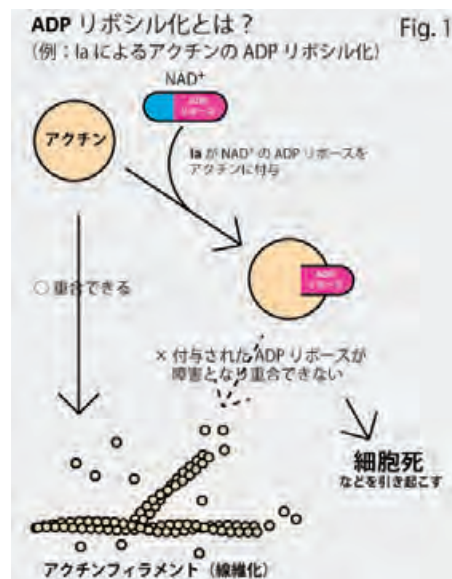 ADP リボシル化とは？
Fig. 1
(例：Ia によるアクチンの ADP リボシル化)
NAD⁺
ADP
リボース
アクチン
Ia が NAD⁺ の ADP リボースを
アクチンに付与
ADP
リボース
○ 重合できる
× 付与された ADP リボースが
障害となり重合できない
細胞死
などを引き起こす
アクチンフィラメント（線維化）